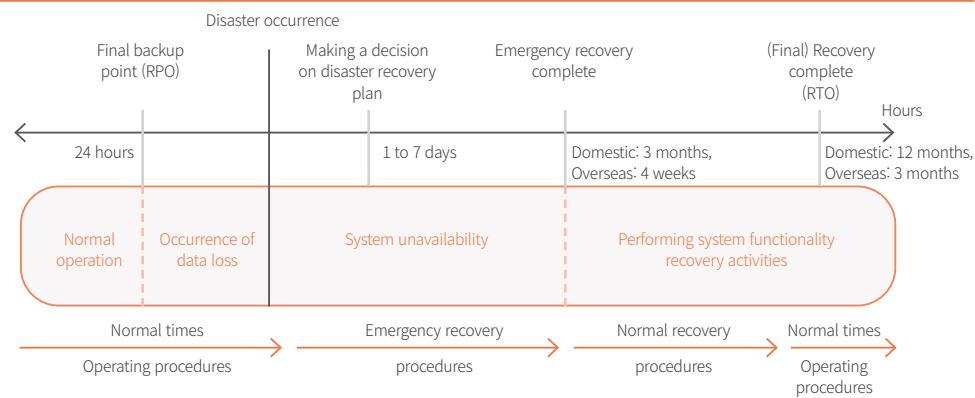 Disaster occurrence
Final backup
point (RPO)
Making a decision
on disaster recovery
plan
Emergency recovery
complete
(Final) Recovery
complete
(RTO)
Hours
24 hours
1 to 7 days
Domestic: 3 months,
Overseas: 4 weeks
Domestic: 12 months,
Overseas: 3 months
Normal
operation
Occurrence of
data loss
System unavailability
Performing system functionality
recovery activities
Normal times
Operating procedures
Emergency recovery
procedures
Normal recovery
procedures
Normal times
Operating
procedures